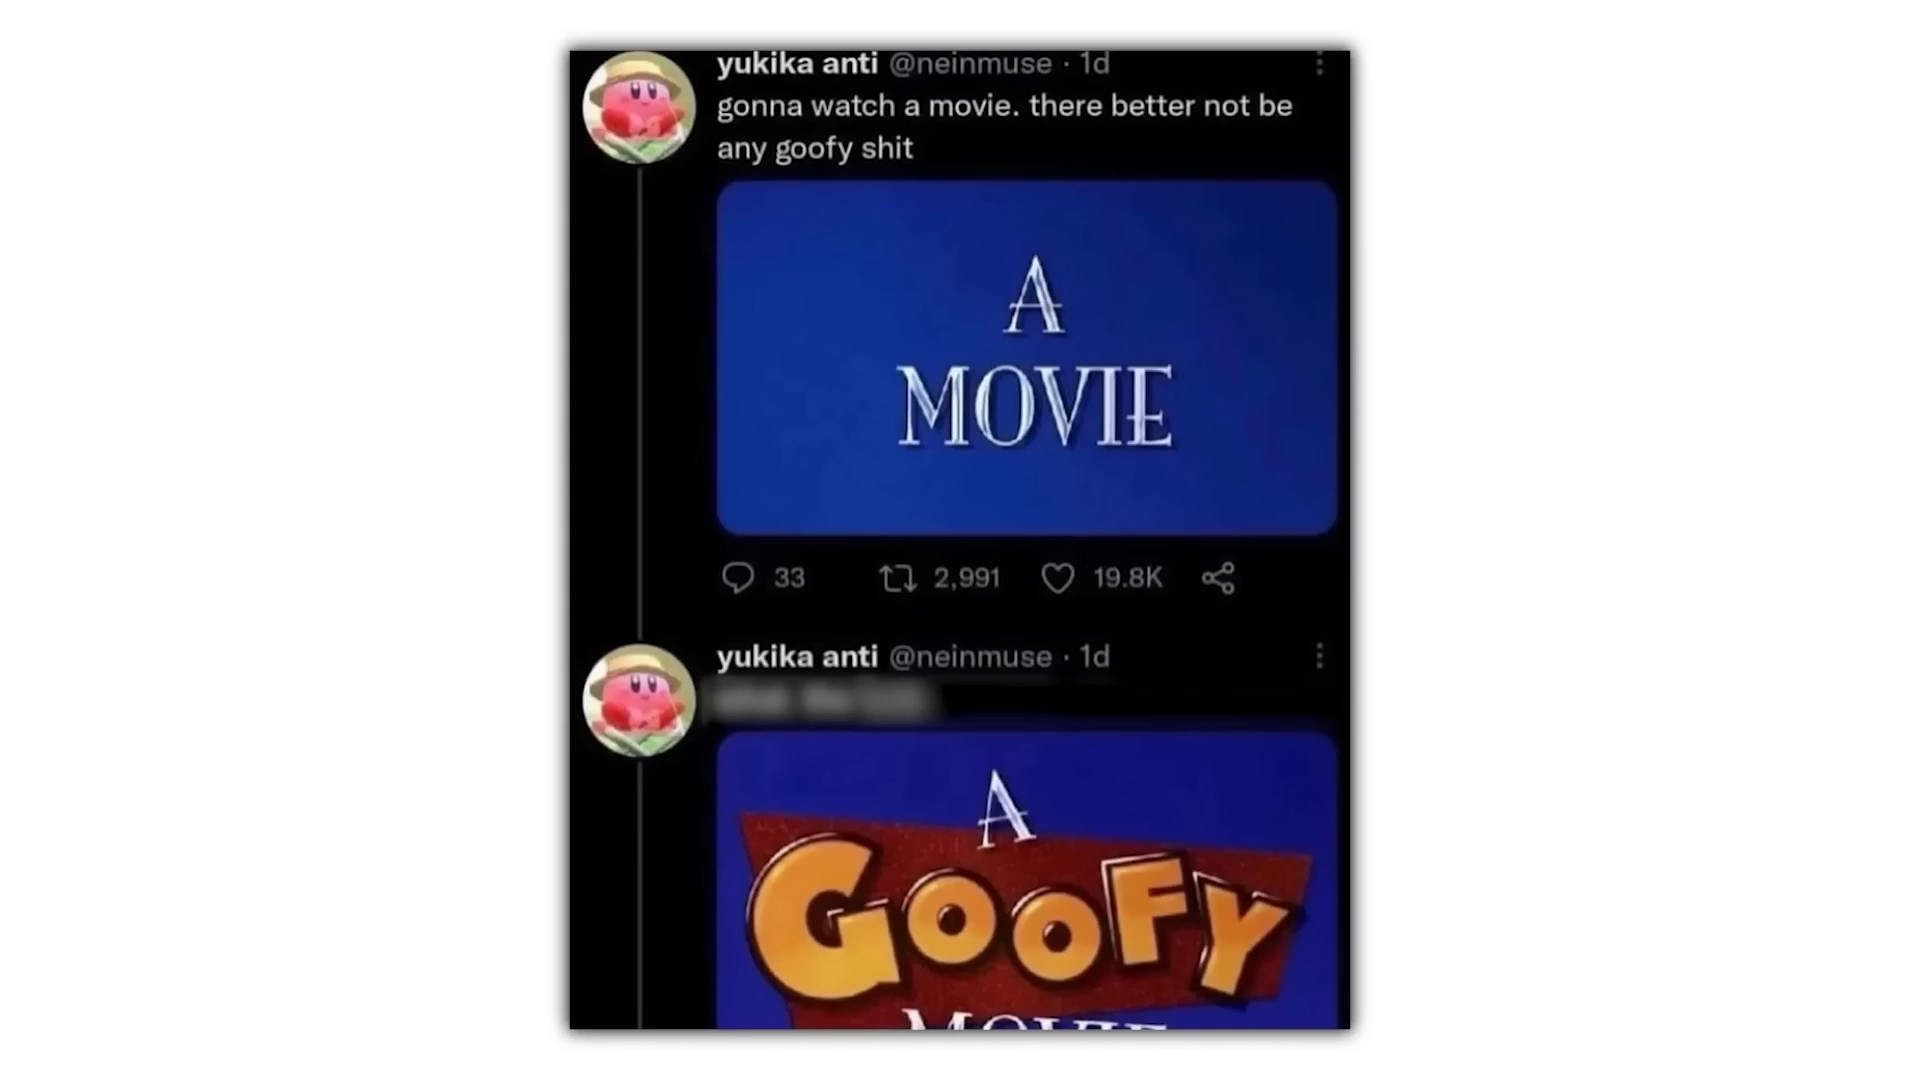 yukika anti @neinmuse · 1d
gonna watch a movie. there better not be
any goofy shit
A
MOVIE
33 2,991 19.8K
yukika anti @neinmuse · 1d
A
GOOFY
MOVIE